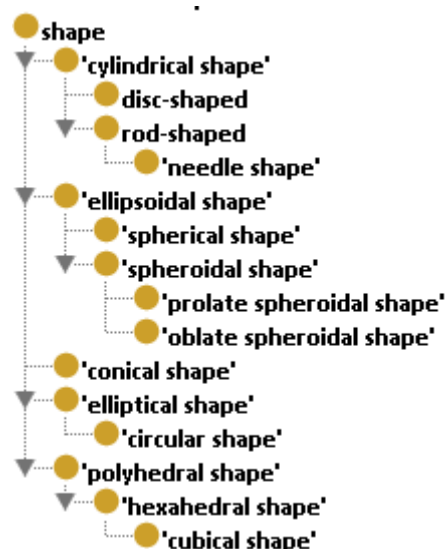 shape
'cylindrical shape'
disc-shaped
rod-shaped
'needle shape'
'ellipsoidal shape'
'spherical shape'
'spheroidal shape'
'prolate spheroidal shape'
'oblate spheroidal shape'
'conical shape'
'elliptical shape'
'circular shape'
'polyhedral shape'
'hexahedral shape'
'cubical shape'